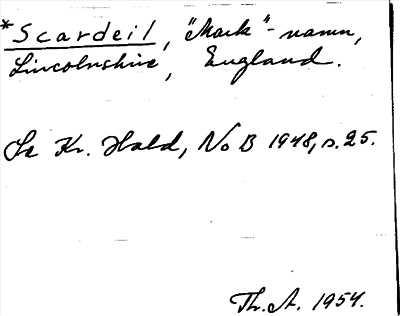 *Scardeil, "Mark"-namn,
Lincolnshire, England.
Se Kr. Hald, NoB 1948, s. 25.
Th. A. 1954.